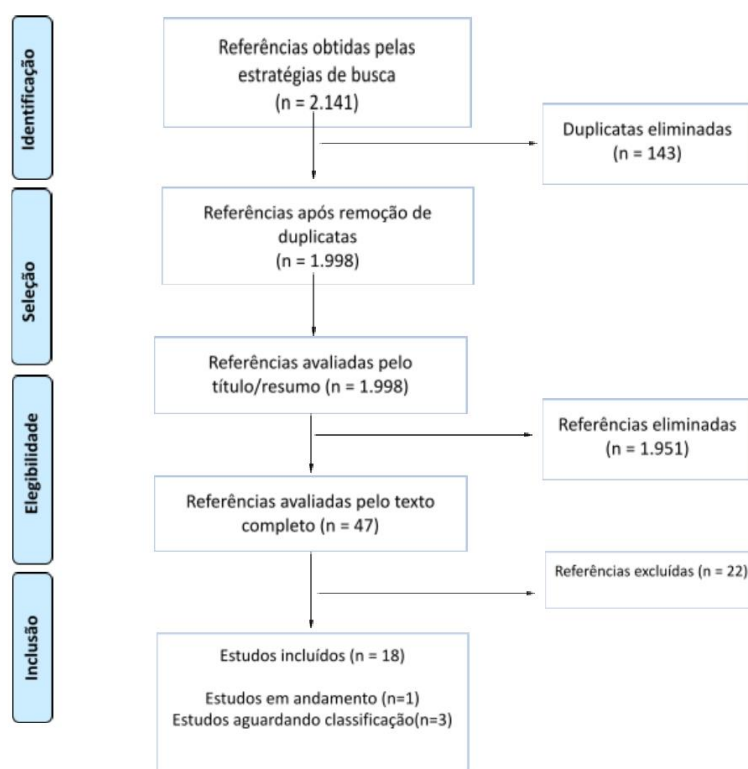 Identificação
Referências obtidas pelas
estratégias de busca
(n = 2.141)
Duplicatas eliminadas
(n = 143)
Seleção
Referências após remoção de
duplicatas
(n = 1.998)
Referências avaliadas pelo
título/resumo (n = 1.998)
Elegibilidade
Referências eliminadas
(n = 1.951)
Referências avaliadas pelo texto
completo (n = 47)
Referências excluídas (n = 22)
Inclusão
Estudos incluídos (n = 18)
Estudos em andamento (n=1)
Estudos aguardando classificação(n=3)